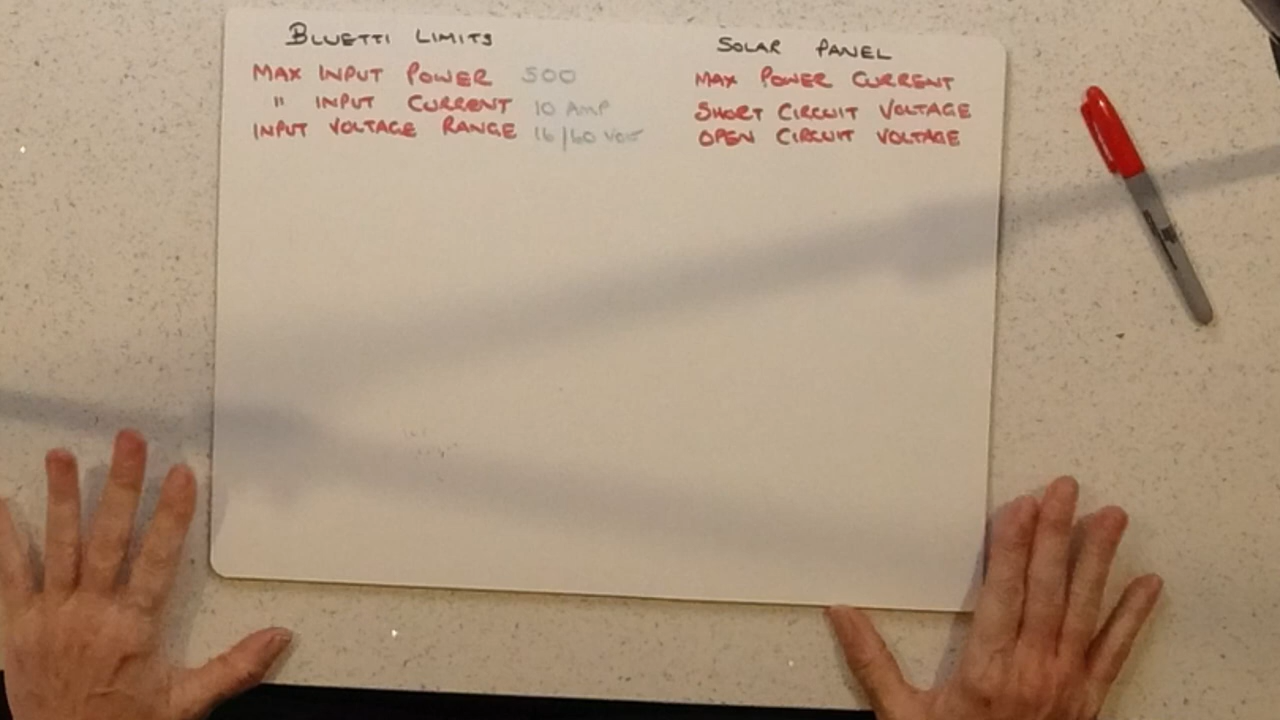 BLUETTI LIMITS
MAX INPUT POWER 500
" INPUT CURRENT 10 AMP
INPUT VOLTAGE RANGE 16/60 VOLT
SOLAR PANEL
MAX POWER CURRENT
SHORT CIRCUIT VOLTAGE
OPEN CIRCUIT VOLTAGE